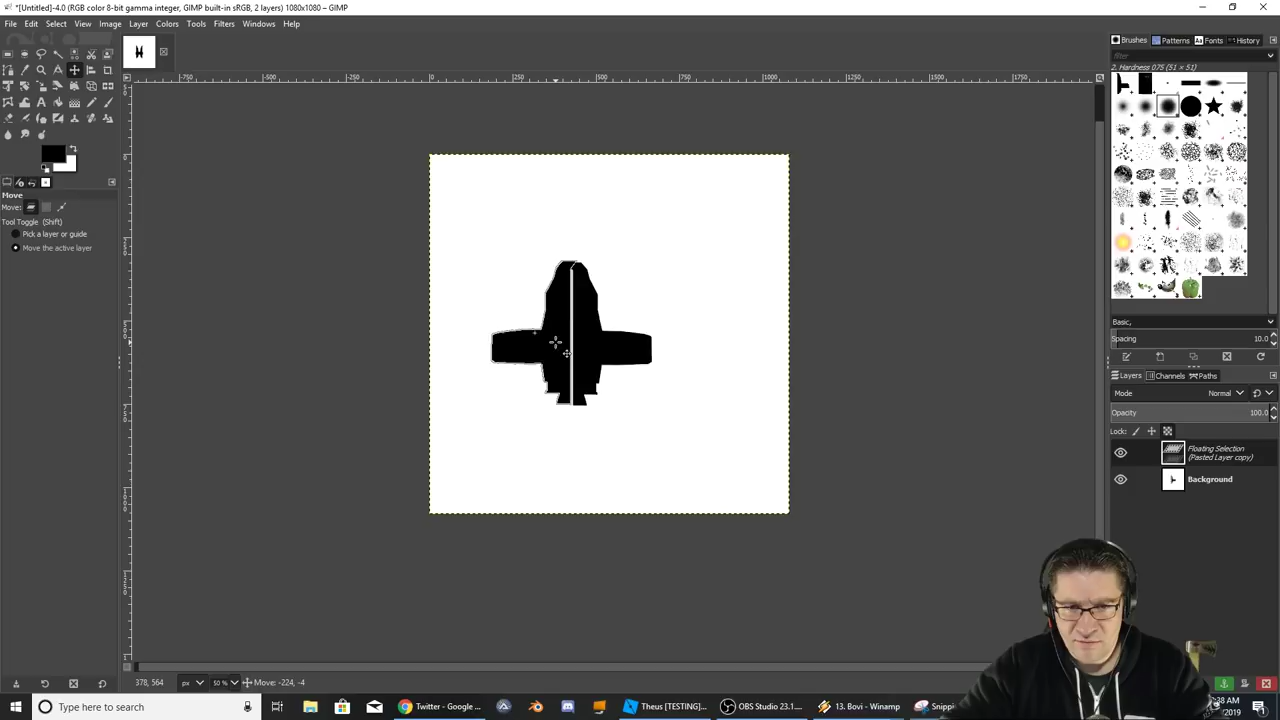 *[Untitled]-4.0 (RGB color 8-bit gamma integer, GIMP built-in sRGB, 2 layers) 1080x1080 – GIMP
File Edit Select View Image Layer Colors Tools Filters Windows Help
Brushes Patterns Fonts History
filter
2. Hardness 075 (51 × 51)
Move
Move:
Tool Toggle (Shift)
Pick a layer or guide
Move the active layer
Basic,
Spacing 10.0
Layers Channels Paths
Mode Normal
Opacity 100.0
Lock:
Floating Selection
(Pasted Layer copy)
Background
378, 564 px 50 % Move: -224, -4
Type here to search
Twitter - Google ...
Theus [TESTING]...
OBS Studio 23.1....
13. Bovi - Winamp